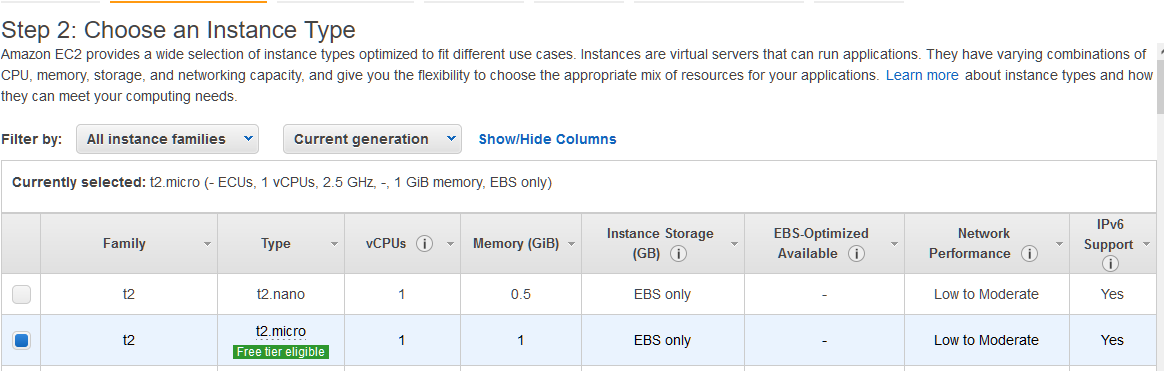 Step 2: Choose an Instance Type
Amazon EC2 provides a wide selection of instance types optimized to fit different use cases. Instances are virtual servers that can run applications. They have varying combinations of
CPU, memory, storage, and networking capacity, and give you the flexibility to choose the appropriate mix of resources for your applications. Learn more about instance types and how
they can meet your computing needs.
Filter by: All instance families Current generation Show/Hide Columns
Currently selected: t2.micro (- ECUs, 1 vCPUs, 2.5 GHz, -, 1 GiB memory, EBS only)
Family Type vCPUs Memory (GiB) Instance Storage (GB) EBS-Optimized Available Network Performance IPv6 Support
t2 t2.nano 1 0.5 EBS only - Low to Moderate Yes
t2 t2.micro 1 1 EBS only - Low to Moderate Yes
Free tier eligible